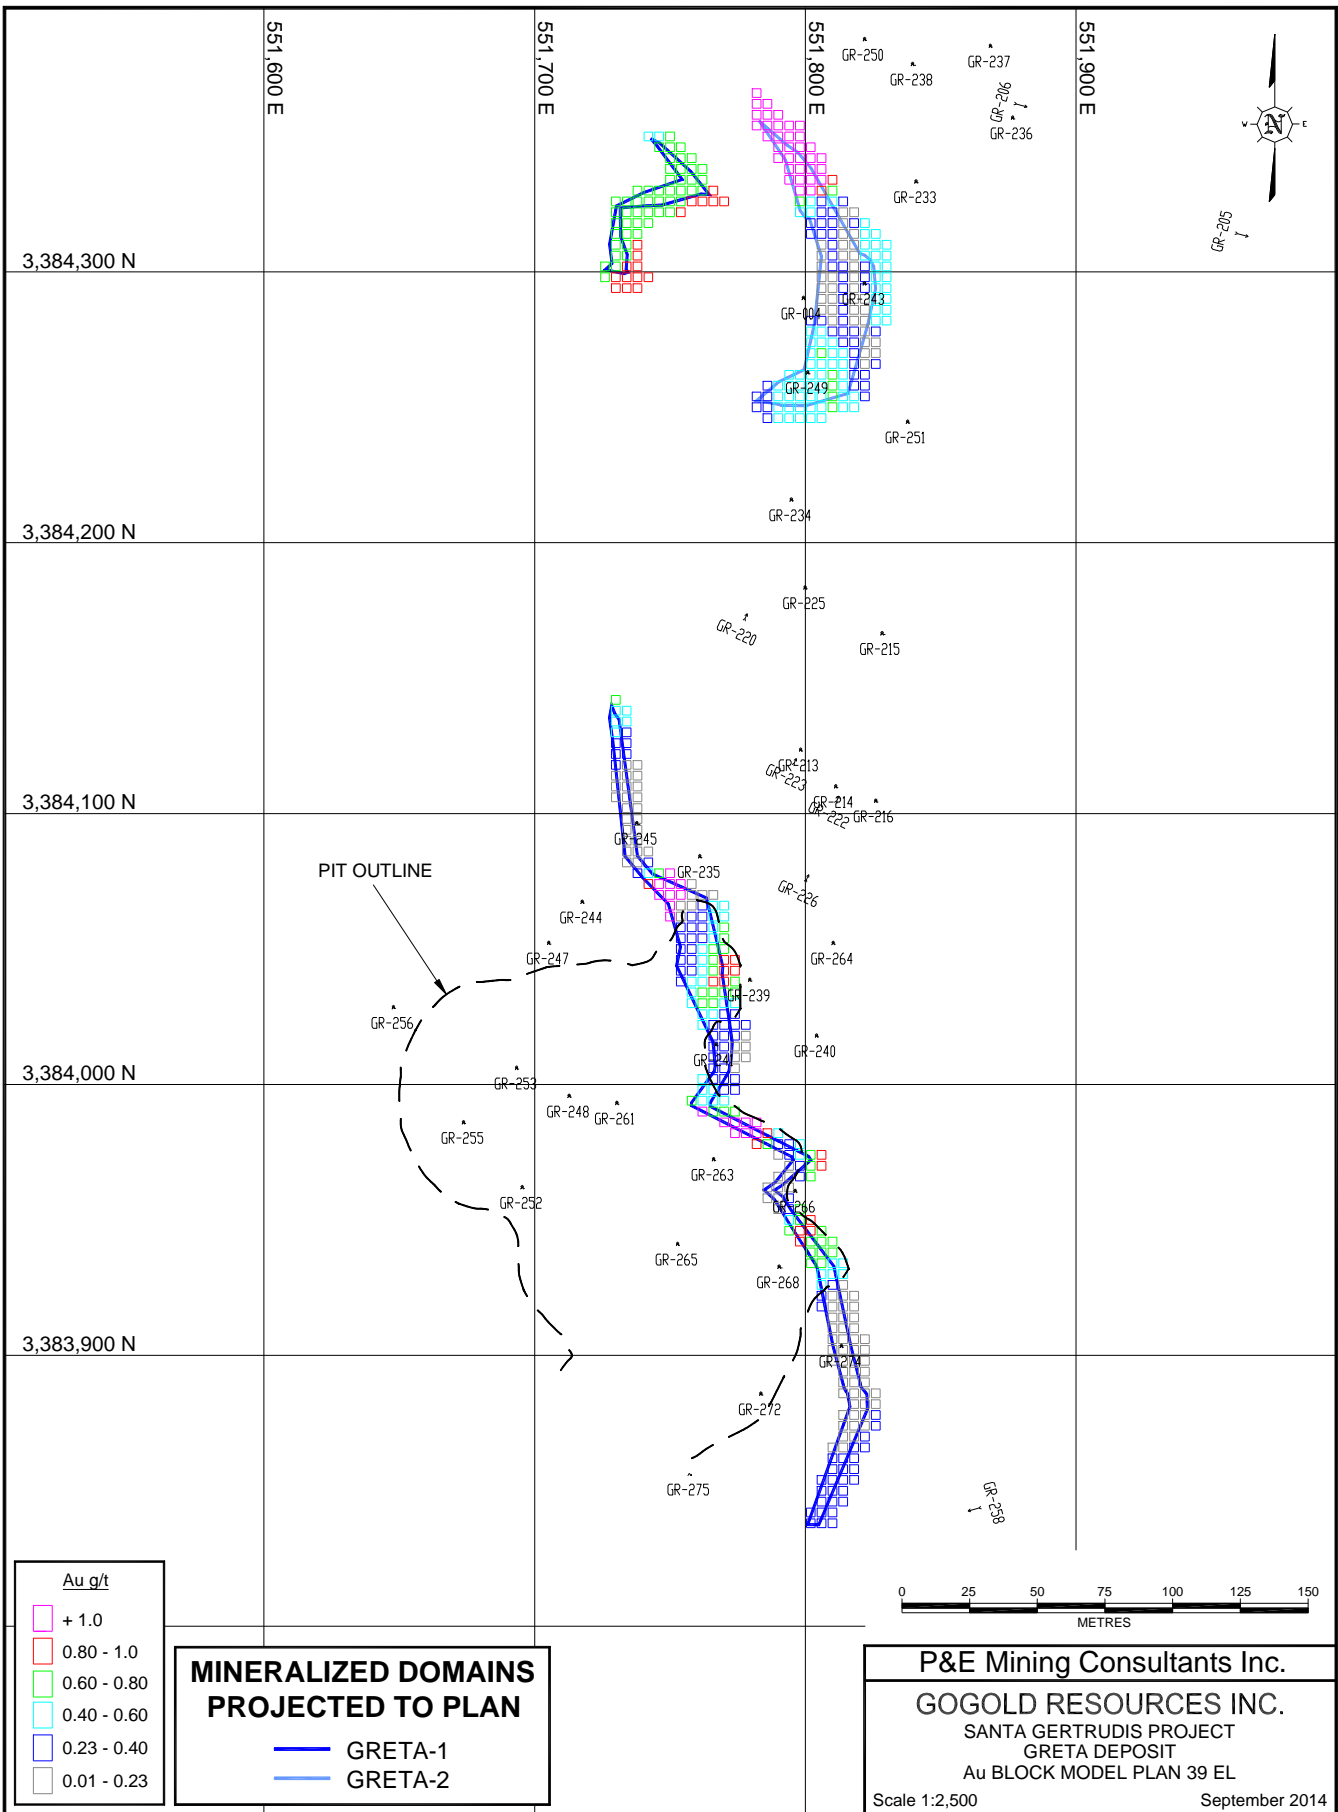 551,600 E
551,700 E
551,800 E
551,900 E
GR-250
GR-238
GR-237
GR-206
GR-236
N
W
E
GR-233
GR-205
3,384,300 N
GR-004
GR-243
GR-249
GR-251
GR-234
3,384,200 N
GR-225
GR-220
GR-215
GR-213
GR-223
GR-214
GR-222
GR-216
3,384,100 N
GR-245
GR-235
PIT OUTLINE
GR-226
GR-244
GR-247
GR-264
GR-239
GR-256
GR-240
GR-241
3,384,000 N
GR-253
GR-248
GR-261
GR-255
GR-263
GR-252
GR-266
GR-265
GR-268
3,383,900 N
GR-274
GR-272
GR-275
GR-258
Au g/t
+ 1.0
0.80 - 1.0
0.60 - 0.80
0.40 - 0.60
0.23 - 0.40
0.01 - 0.23
MINERALIZED DOMAINS
PROJECTED TO PLAN
GRETA-1
GRETA-2
0 25 50 75 100 125 150
METRES
P&E Mining Consultants Inc.
GOGOLD RESOURCES INC.
SANTA GERTRUDIS PROJECT
GRETA DEPOSIT
Au BLOCK MODEL PLAN 39 EL
Scale 1:2,500 September 2014